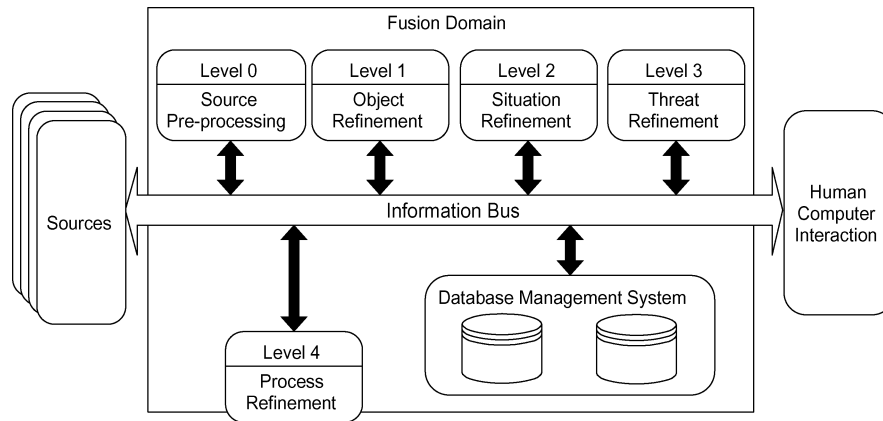 Fusion Domain
Level 0
Source
Pre-processing
Level 1
Object
Refinement
Level 2
Situation
Refinement
Level 3
Threat
Refinement
Sources
Information Bus
Human
Computer
Interaction
Database Management System
Level 4
Process
Refinement